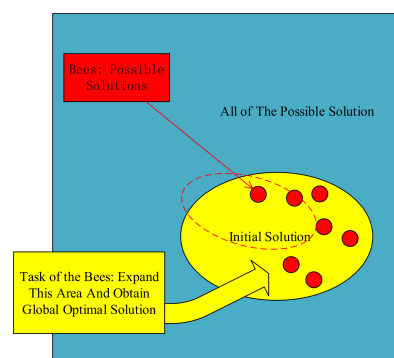 Bees: Possible
Solutions
All of The Possible Solution
Initial Solution
Task of the Bees: Expand
This Area And Obtain
Global Optimal Solution